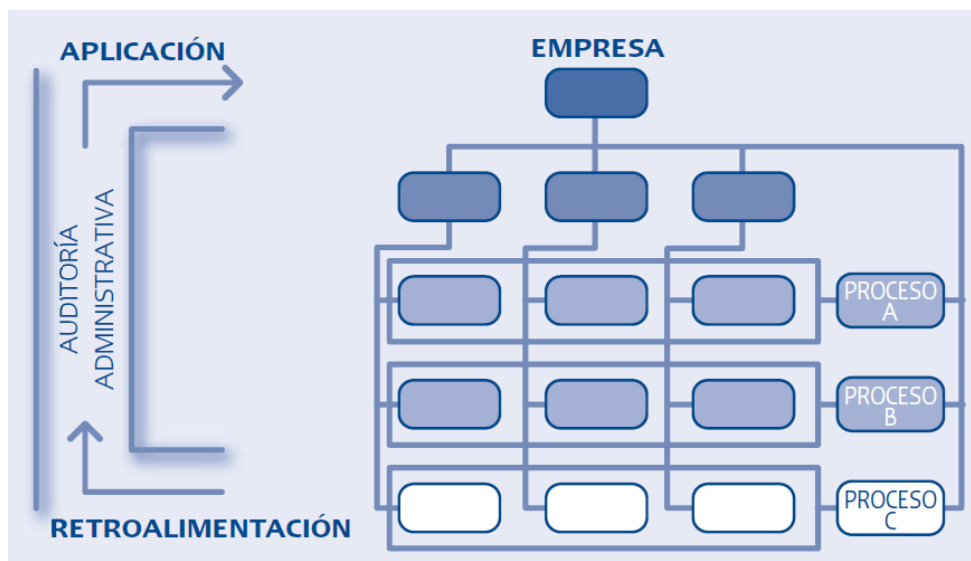 APLICACIÓN
EMPRESA
AUDITORÍA
ADMINISTRATIVA
PROCESO
A
PROCESO
B
PROCESO
C
RETROALIMENTACIÓN